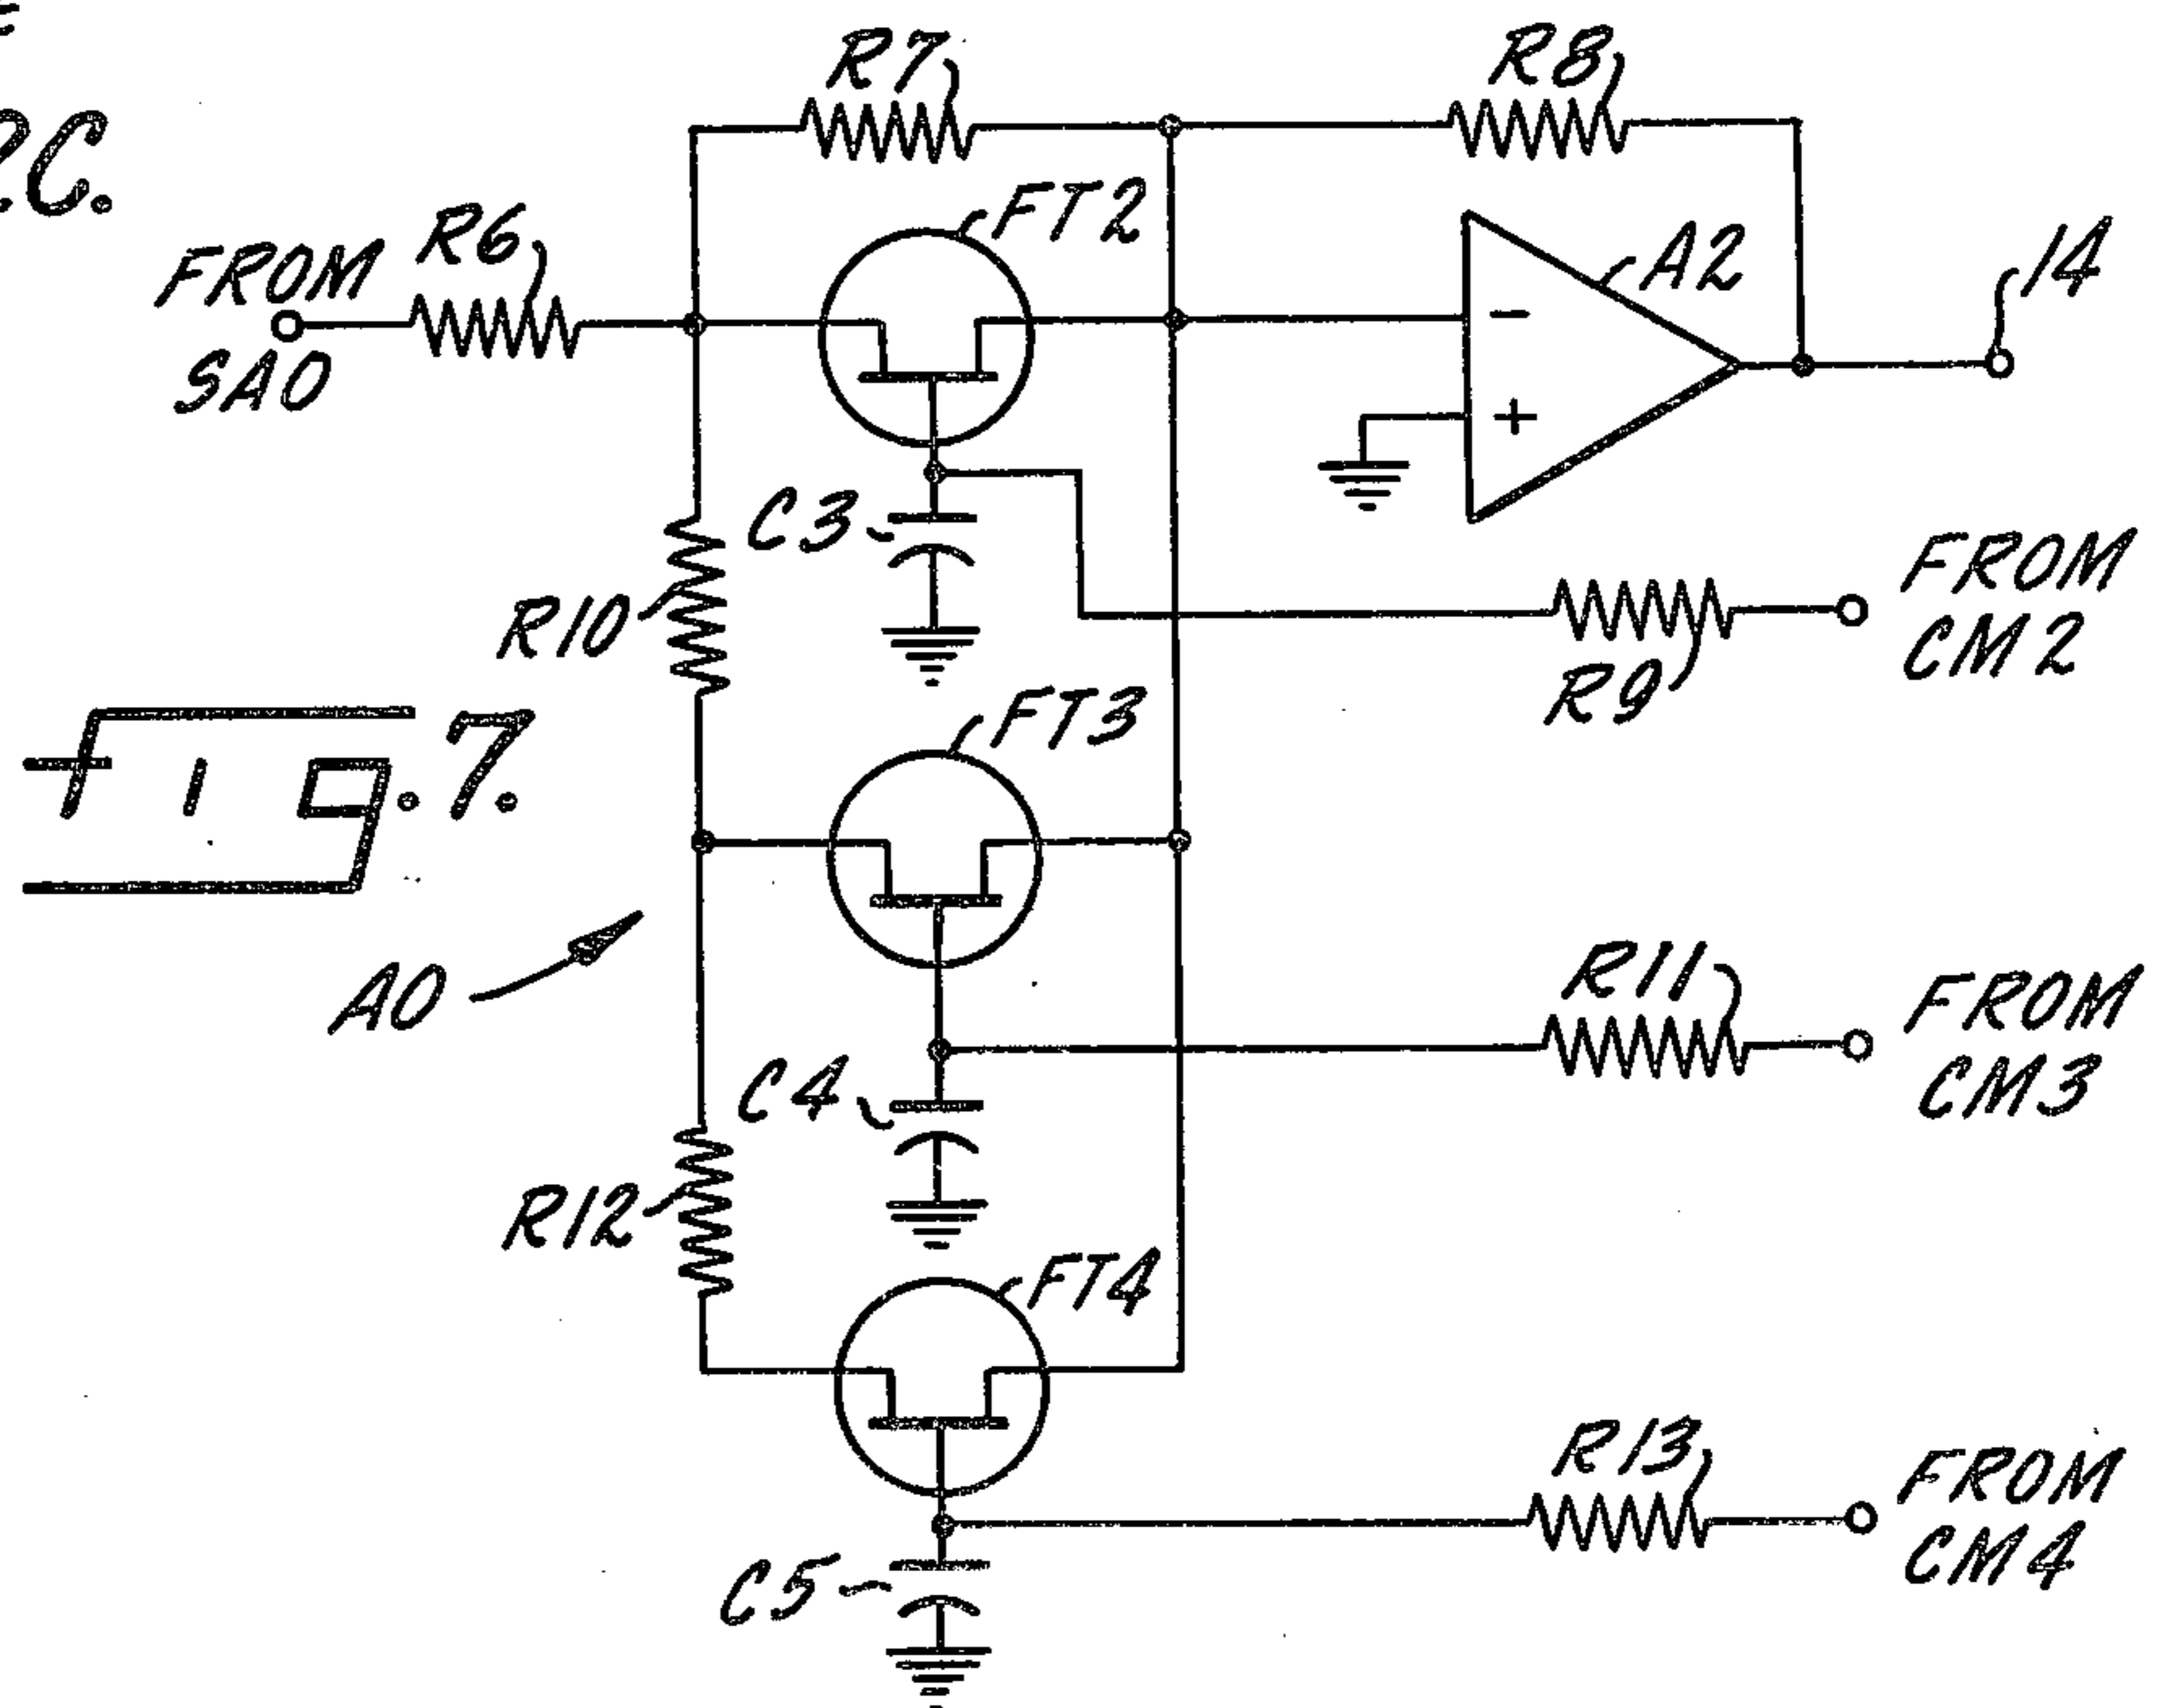 R7
R8
FT2
R6
A2
14
FROM
SAO
-
+
C3
FROM
CM2
R10
R9
FT3
Fig. 7.
R11
FROM
CM3
AO
C4
R12
FT4
R13
FROM
CM4
C5